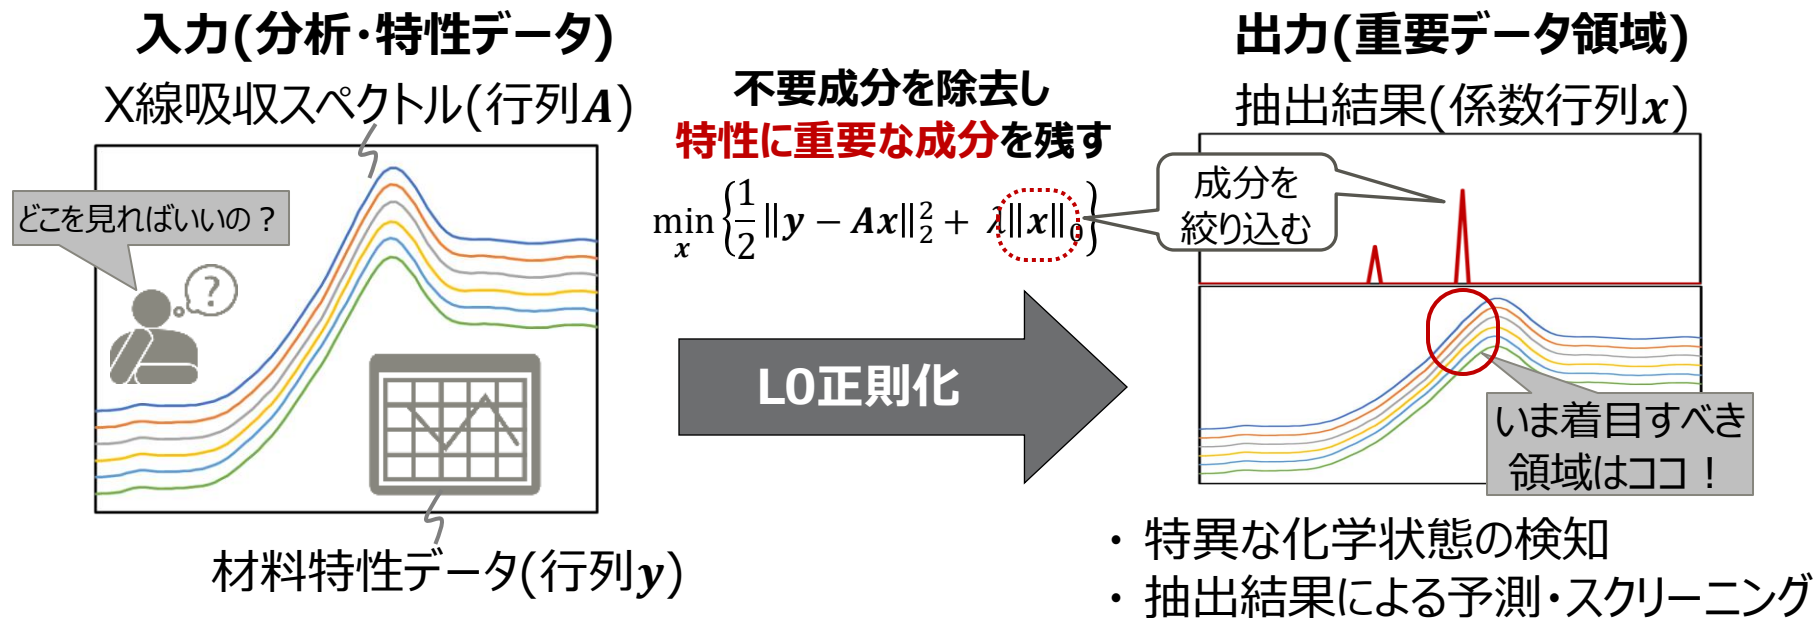 入力(分析・特性データ)
X線吸収スペクトル(行列A)
どこを見ればいいの？
?
材料特性データ(行列y)
不要成分を除去し
特性に重要な成分を残す
min_x {1/2 ‖y − Ax‖₂² + λ‖x‖₀}
L0正則化
出力(重要データ領域)
抽出結果(係数行列x)
成分を
絞り込む
いま着目すべき
領域はココ！
・ 特異な化学状態の検知
・ 抽出結果による予測・スクリーニング